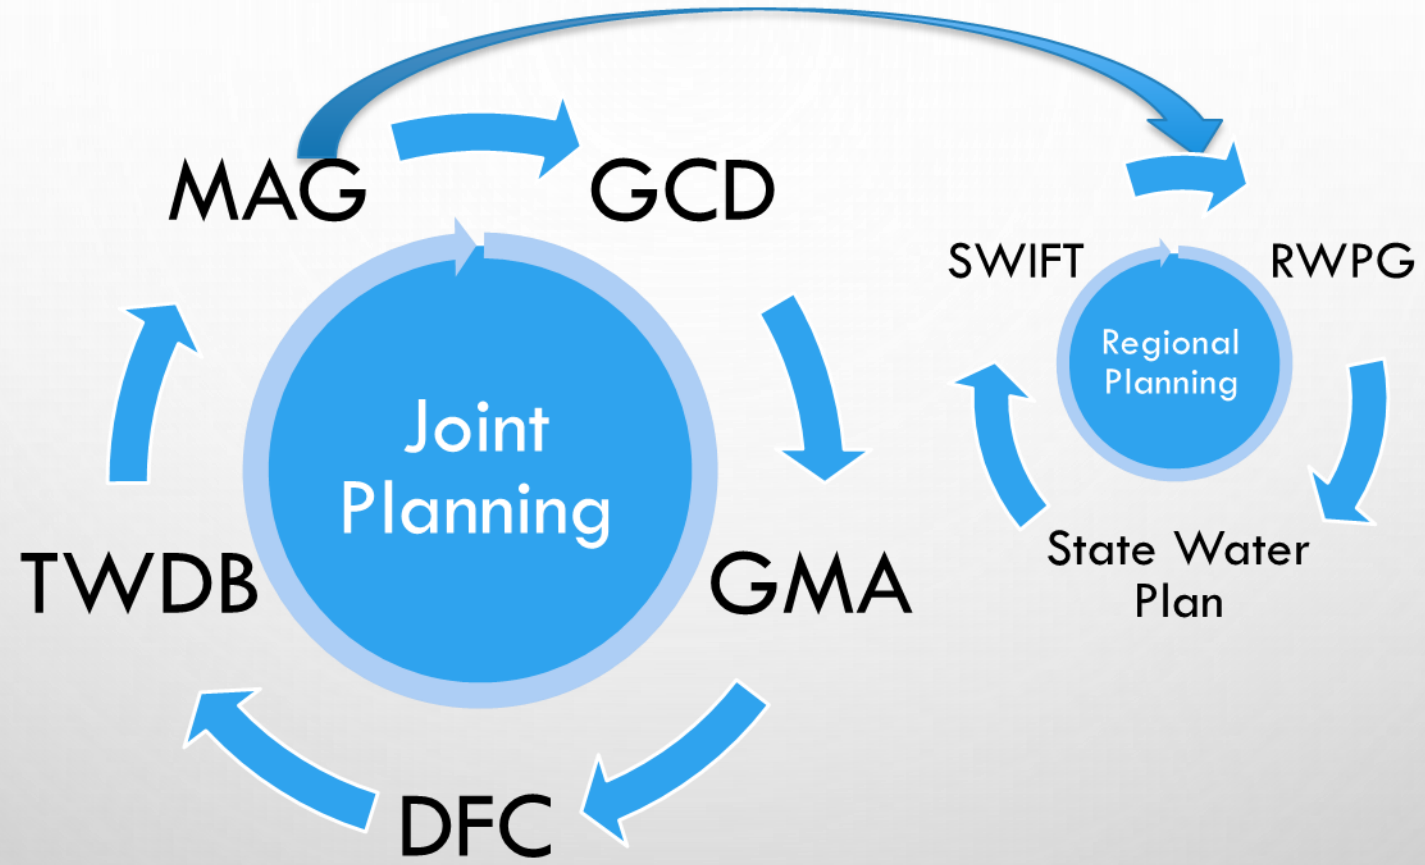 MAG
GCD
SWIFT
RWPG
Regional
Planning
Joint
Planning
TWDB
GMA
State Water
Plan
DFC